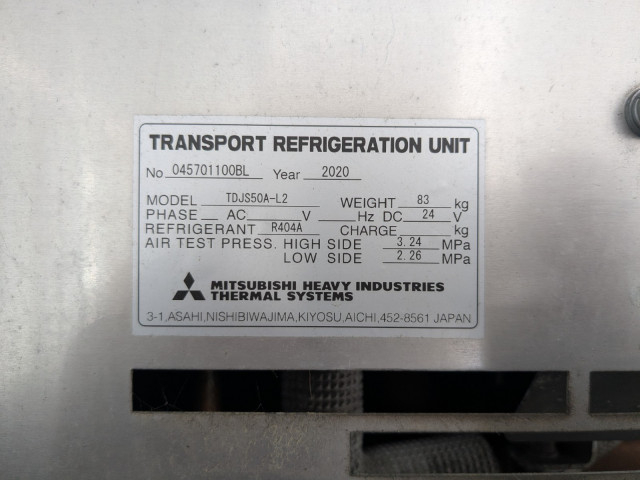 TRANSPORT REFRIGERATION UNIT
No. 045701100BL Year 2020
MODEL TDJS50A-L2 WEIGHT 83 kg
PHASE AC V Hz DC 24 V
REFRIGERANT R404A CHARGE kg
AIR TEST PRESS. HIGH SIDE 3.24 MPa
LOW SIDE 2.26 MPa
MITSUBISHI HEAVY INDUSTRIES
THERMAL SYSTEMS
3-1,ASAHI,NISHIBIWAJIMA,KIYOSU,AICHI,452-8561 JAPAN